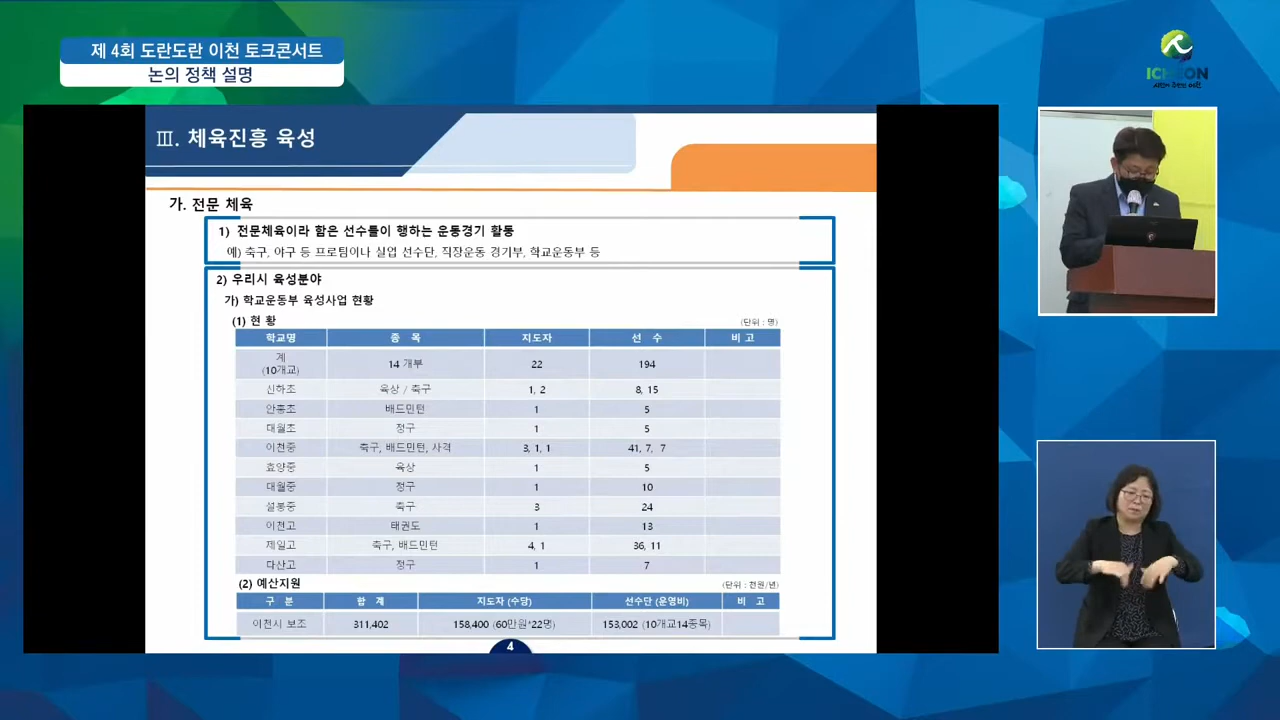 제 4회 도란도란 이천 토크콘서트
논의 정책 설명
ICHEON
Ⅲ. 체육진흥 육성
가. 전문 체육
1) 전문체육이라 함은 선수들이 행하는 운동경기 활동
예) 축구, 야구 등 프로팀이나 실업 선수단, 직장운동 경기부, 학교운동부 등
2) 우리시 육성분야
가) 학교운동부 육성사업 현황
(1) 현 황
(단위 : 명)
학교명 종 목 지도자 선 수 비 고
계 (10개교) 14 개부 22 194
신하초 육상 / 축구 1, 2 8, 15
안흥초 배드민턴 1 5
대월초 정구 1 5
이천중 축구, 배드민턴, 사격 3, 1, 1 41, 7, 7
효양중 육상 1 5
대월중 정구 1 10
설봉중 축구 3 24
이천고 태권도 1 13
제일고 축구, 배드민턴 4, 1 36, 11
다산고 정구 1 7
(2) 예산지원
(단위 : 천원/년)
구 분 합 계 지도자 (수당) 선수단 (운영비) 비 고
이천시 보조 311,402 158,400 (60만원*22명) 153,002 (10개교14종목)
4